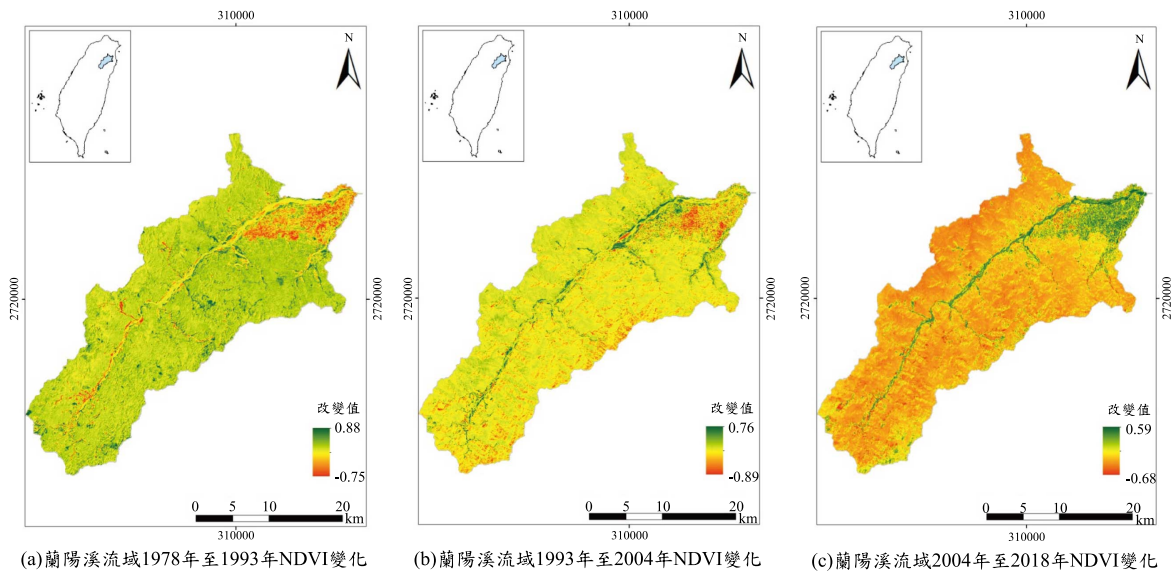 310000
310000
310000
N
N
N
2720000
2720000
2720000
2720000
改變值
0.88
-0.75
改變值
0.76
-0.89
改變值
0.59
-0.68
0 5 10 20
km
0 5 10 20
km
0 5 10 20
km
310000
310000
310000
(a)蘭陽溪流域1978年至1993年NDVI變化
(b)蘭陽溪流域1993年至2004年NDVI變化
(c)蘭陽溪流域2004年至2018年NDVI變化